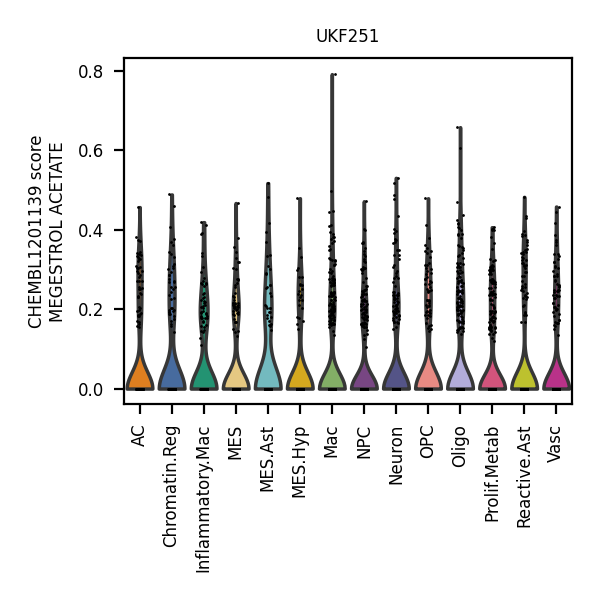 UKF251
CHEMBL1201139 score
MEGESTROL ACETATE
0.8
0.6
0.4
0.2
0.0
AC
Chromatin.Reg
Inflammatory.Mac
MES
MES.Ast
MES.Hyp
Mac
NPC
Neuron
OPC
Oligo
Prolif.Metab
Reactive.Ast
Vasc